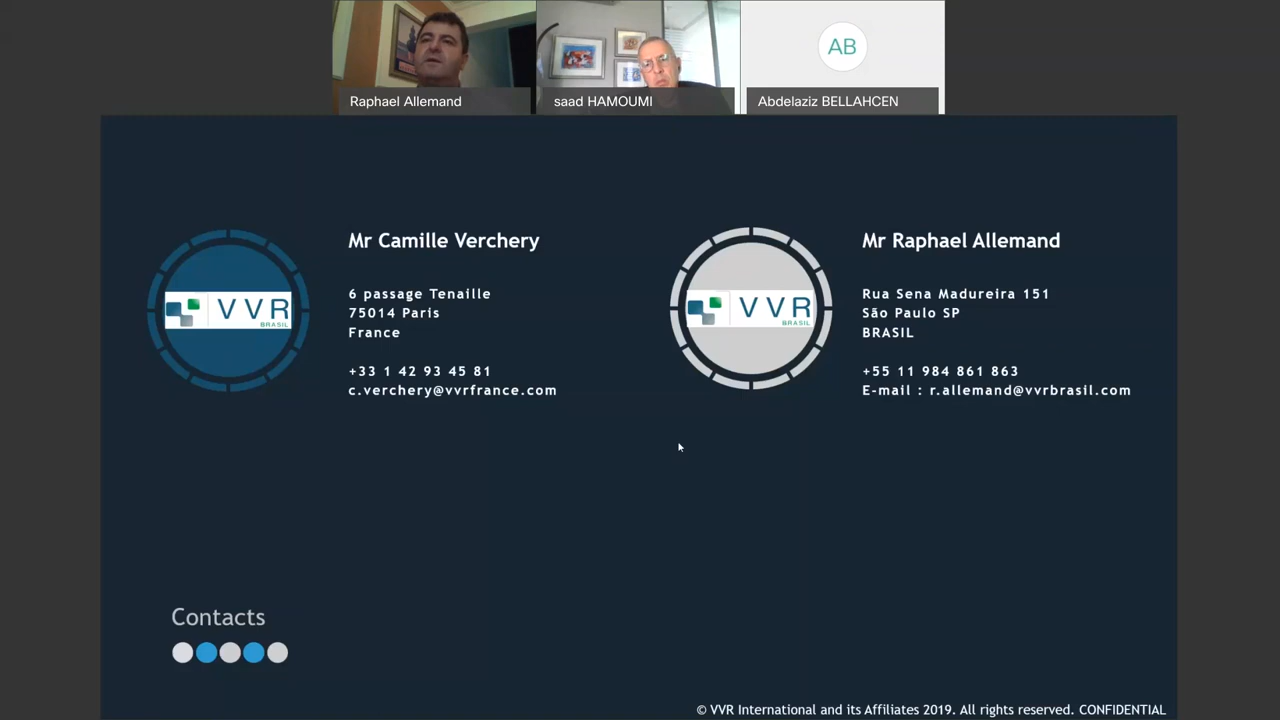 AB
Raphael Allemand
saad HAMOUMI
Abdelaziz BELLAHCEN
Mr Camille Verchery
6 passage Tenaille
75014 Paris
France
+33 1 42 93 45 81
c.verchery@vvrfrance.com
VVR
BRASIL
Mr Raphael Allemand
Rua Sena Madureira 151
São Paulo SP
BRASIL
+55 11 984 861 863
E-mail : r.allemand@vvrbrasil.com
VVR
BRASIL
Contacts
© VVR International and its Affiliates 2019. All rights reserved. CONFIDENTIAL